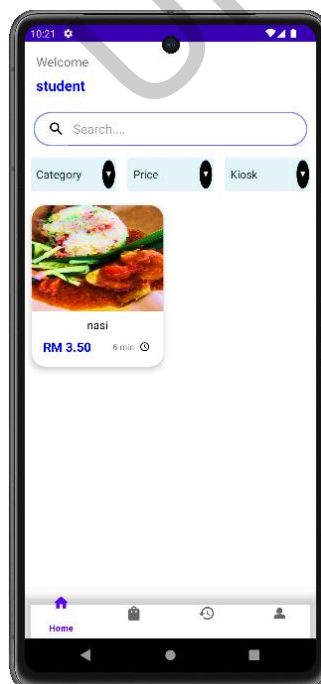 10:21
Welcome
student
Search....
Category Price Kiosk
nasi
RM 3.50 6 min
Home